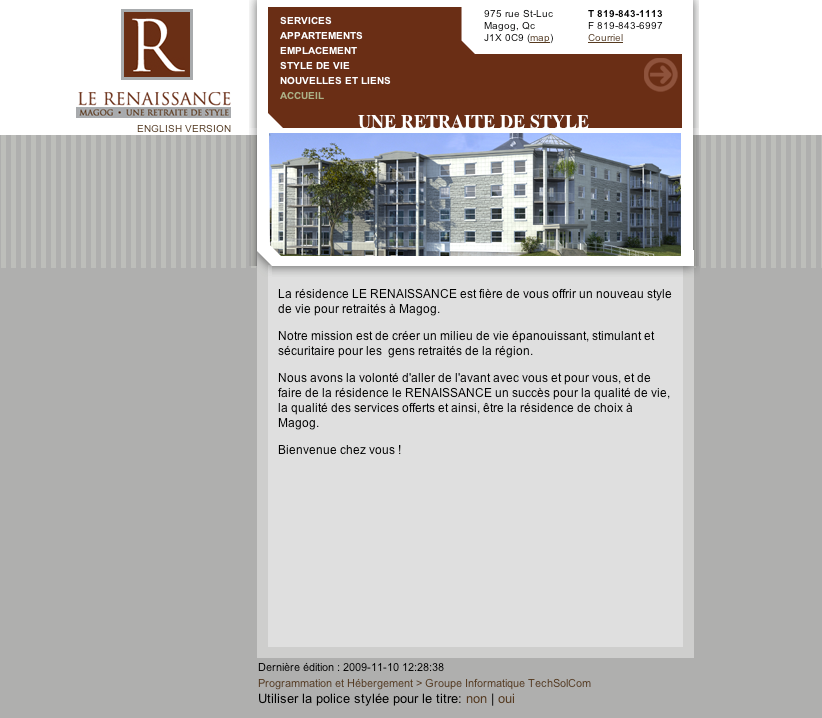 R
LE RENAISSANCE
MAGOG • UNE RETRAITE DE STYLE
ENGLISH VERSION
SERVICES
APPARTEMENTS
EMPLACEMENT
STYLE DE VIE
NOUVELLES ET LIENS
ACCUEIL
975 rue St-Luc
Magog, Qc
J1X 0C9 (map)
T 819-843-1113
F 819-843-6997
Courriel
UNE RETRAITE DE STYLE
La résidence LE RENAISSANCE est fière de vous offrir un nouveau style
de vie pour retraités à Magog.
Notre mission est de créer un milieu de vie épanouissant, stimulant et
sécuritaire pour les  gens retraités de la région.
Nous avons la volonté d'aller de l'avant avec vous et pour vous, et de
faire de la résidence le RENAISSANCE un succès pour la qualité de vie,
la qualité des services offerts et ainsi, être la résidence de choix à
Magog.
Bienvenue chez vous !
Dernière édition : 2009-11-10 12:28:38
Programmation et Hébergement > Groupe Informatique TechSolCom
Utiliser la police stylée pour le titre: non | oui